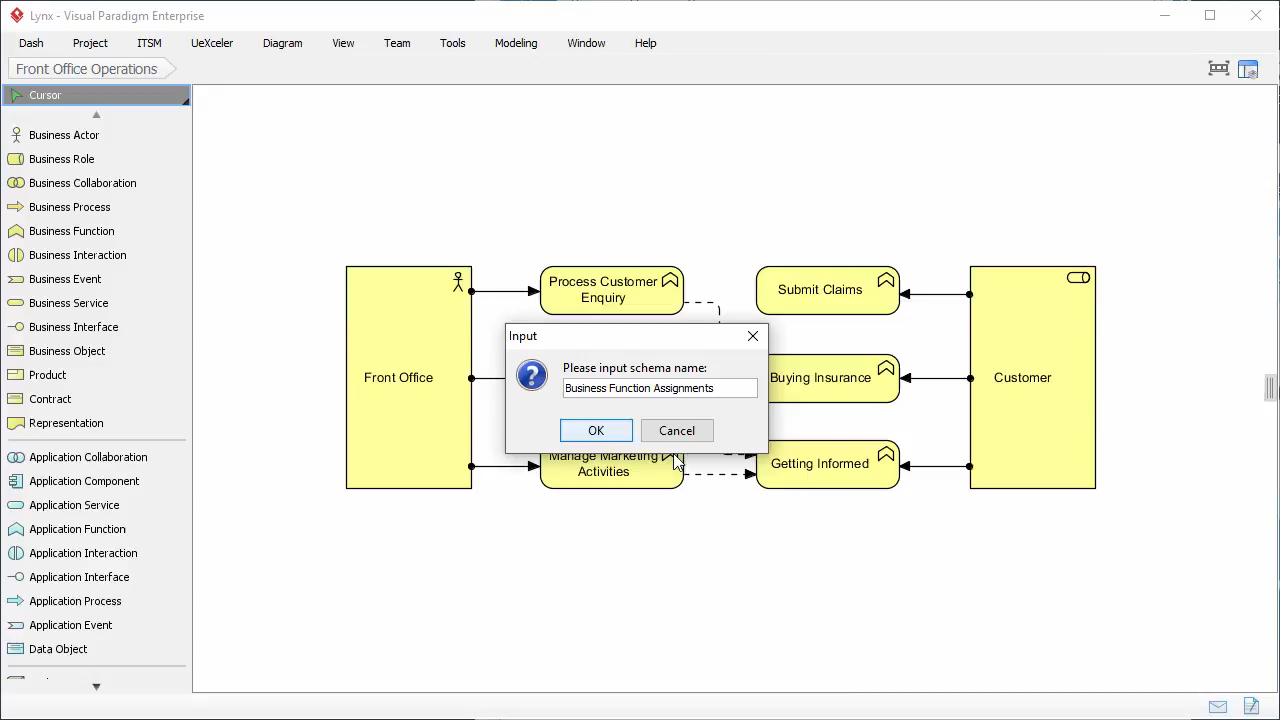 Lynx - Visual Paradigm Enterprise
Dash Project ITSM UeXceler Diagram View Team Tools Modeling Window Help
Front Office Operations
Cursor
Business Actor
Business Role
Business Collaboration
Business Process
Business Function
Business Interaction
Business Event
Business Service
Business Interface
Business Object
Product
Contract
Representation
Application Collaboration
Application Component
Application Service
Application Function
Application Interaction
Application Interface
Application Process
Application Event
Data Object
Front Office
Process Customer
Enquiry
Manage Marketing
Activities
Submit Claims
Buying Insurance
Getting Informed
Customer
Input
Please input schema name:
Business Function Assignments
OK Cancel